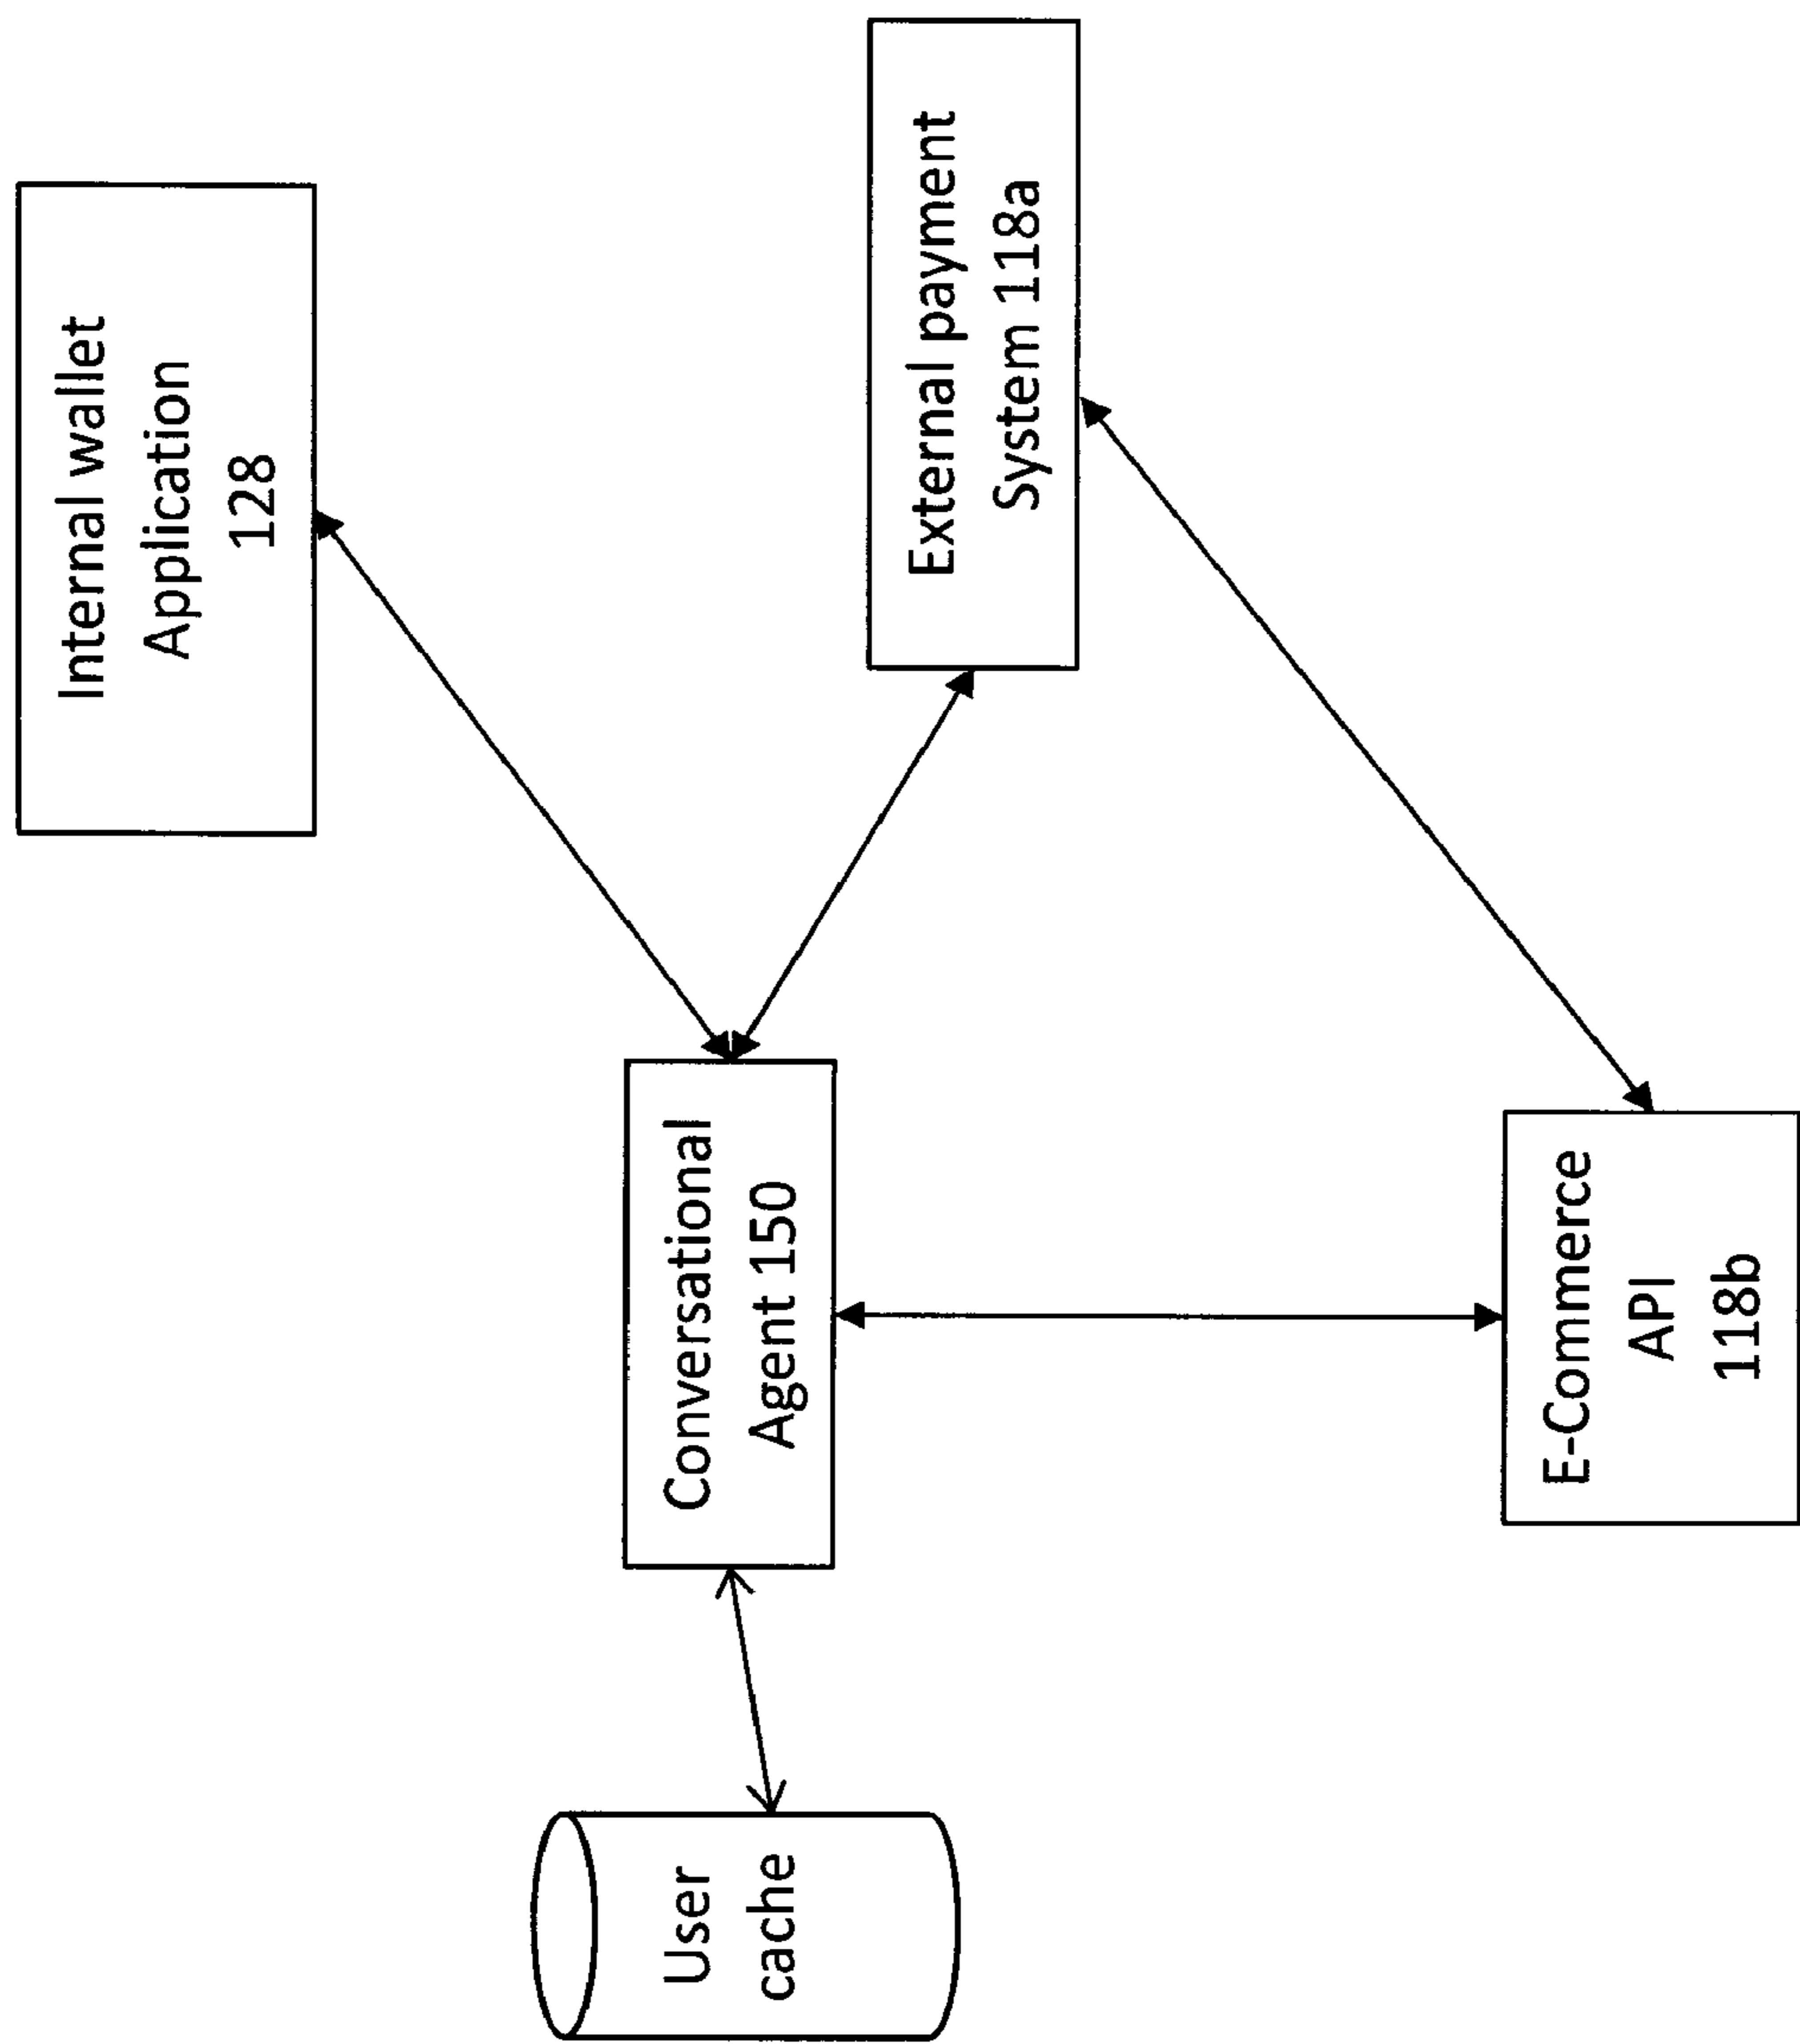 Internal wallet
Application
128
External payment
System 118a
Conversational
Agent 150
E-Commerce
API
118b
User
cache